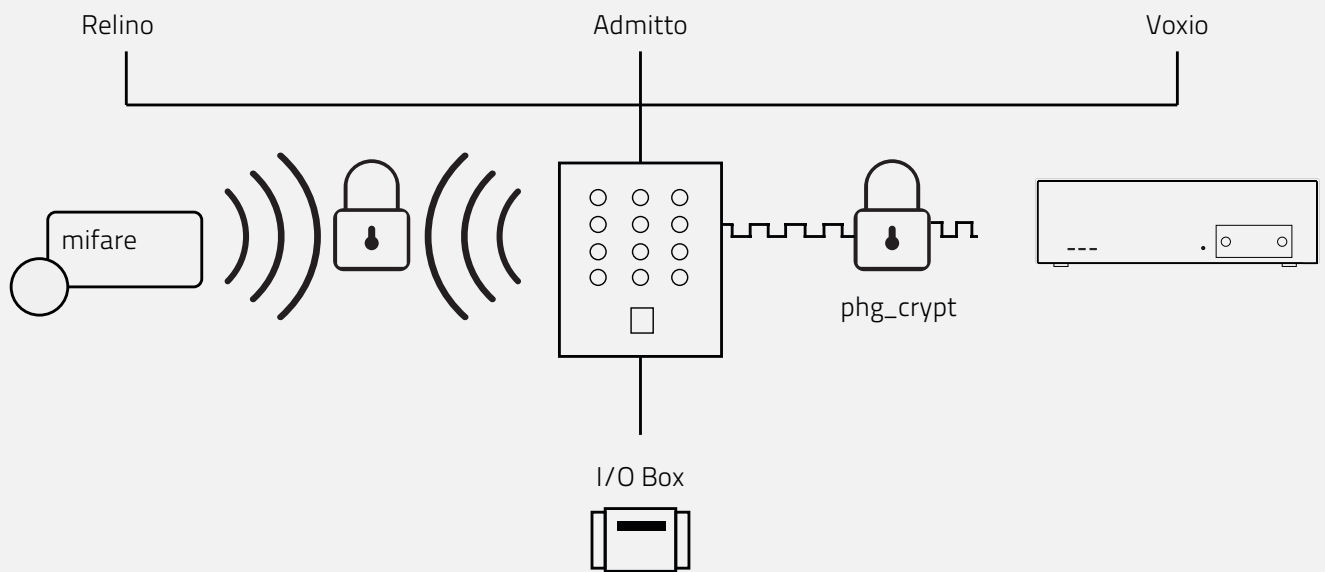 Relino
Admitto
Voxio
mifare
phg_crypt
I/O Box